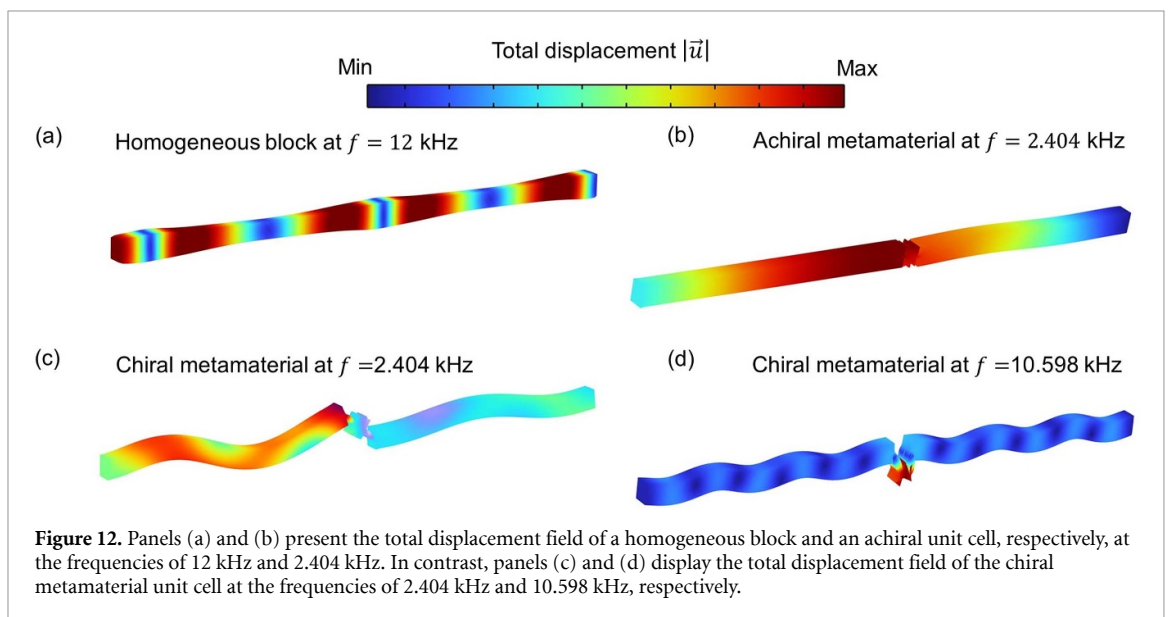 Total displacement |u⃗|
Min Max
(a) Homogeneous block at f = 12 kHz
(b) Achiral metamaterial at f = 2.404 kHz
(c) Chiral metamaterial at f =2.404 kHz
(d) Chiral metamaterial at f =10.598 kHz
Figure 12. Panels (a) and (b) present the total displacement field of a homogeneous block and an achiral unit cell, respectively, at
the frequencies of 12 kHz and 2.404 kHz. In contrast, panels (c) and (d) display the total displacement field of the chiral
metamaterial unit cell at the frequencies of 2.404 kHz and 10.598 kHz, respectively.